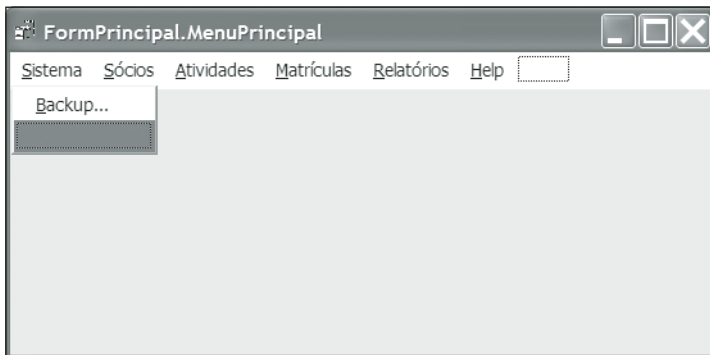 FormPrincipal.MenuPrincipal
Sistema Sócios Atividades Matrículas Relatórios Help
Backup...